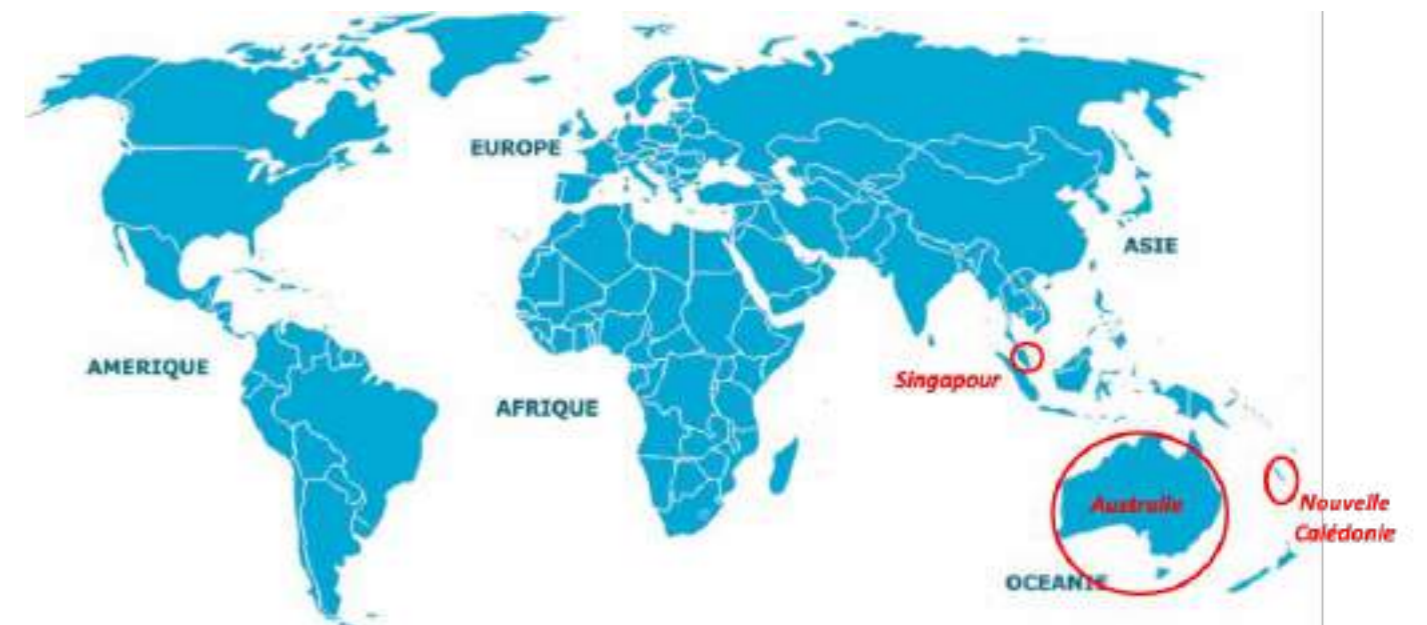 EUROPE
ASIE
AMERIQUE
Singapour
AFRIQUE
Australie
Nouvelle
Calédonie
OCEANIE